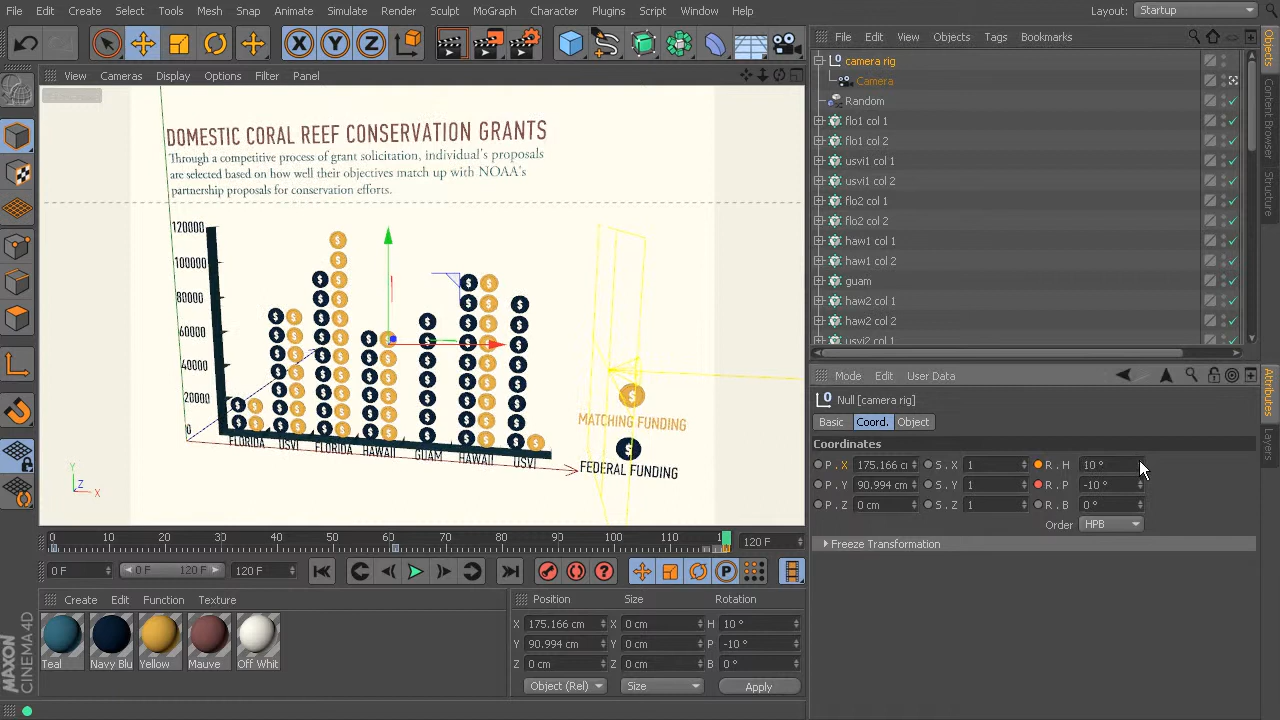 File Edit Create Select Tools Mesh Snap Animate Simulate Render Sculpt MoGraph Character Plugins Script Window Help
Layout: Startup
X Y Z
File Edit View Objects Tags Bookmarks
View Cameras Display Options Filter Panel
camera rig
Camera
Random
flo1 col 1
flo1 col 2
usvi1 col 1
usvi1 col 2
flo2 col 1
flo2 col 2
haw1 col 1
haw1 col 2
guam
haw2 col 1
haw2 col 2
usvi2 col 1
Objects
Content Browser
Structure
DOMESTIC CORAL REEF CONSERVATION GRANTS
Through a competitive process of grant solicitation, individual's proposals
are selected based on how well their objectives match up with NOAA's
partnership proposals for conservation efforts.
120000
100000
80000
60000
40000
20000
0
FLORIDA USVI FLORIDA HAWAII GUAM HAWAII USVI
MATCHING FUNDING
FEDERAL FUNDING
Y
Z X
Mode Edit User Data
Null [camera rig]
Basic Coord. Object
Coordinates
P . X 175.166 S . X 1 R . H 10 °
P . Y 90.994 cm S . Y 1 R . P -10 °
P . Z 0 cm S . Z 1 R . B 0 °
Order HPB
Freeze Transformation
Attributes
Layers
0 10 20 30 40 50 60 70 80 90 100 110 120 F
0 F 0 F 120 F 120 F
Create Edit Function Texture
Teal Navy Blu Yellow Mauve Off Whit
Position Size Rotation
X 175.166 cm X 0 cm H 10 °
Y 90.994 cm Y 0 cm P -10 °
Z 0 cm Z 0 cm B 0 °
Object (Rel) Size Apply
MAXON
CINEMA 4D